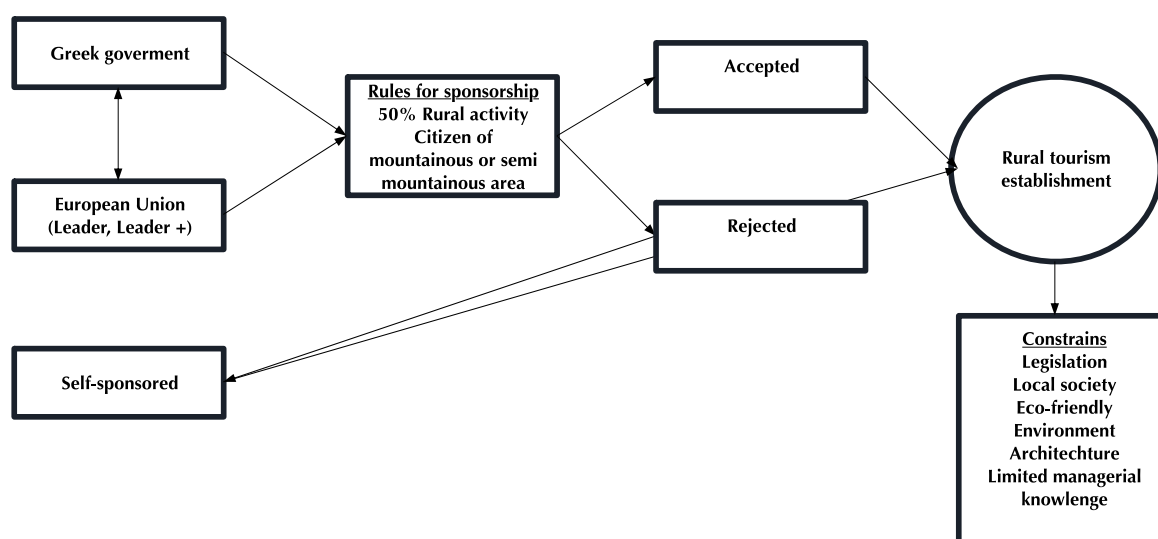 Greek goverment
European Union
(Leader, Leader +)
Self-sponsored
Rules for sponsorship
50% Rural activity
Citizen of
mountainous or semi
mountainous area
Accepted
Rejected
Rural tourism
establishment
Constrains
Legislation
Local society
Eco-friendly
Environment
Architechture
Limited managerial
knowlenge